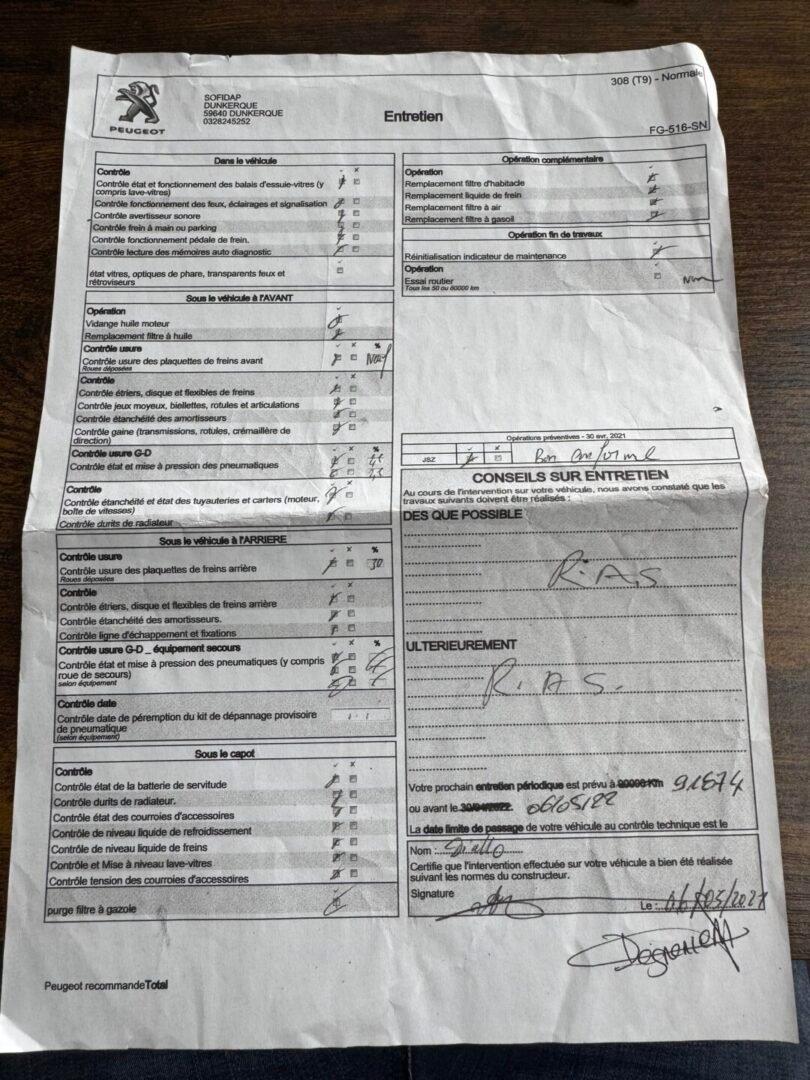 308 (T9) - Normale
PEUGEOT
SOFIDAP
DUNKERQUE
59640 DUNKERQUE
0328245252
Entretien
FG-516-SN
Dans le véhicule
Contrôle
Contrôle état et fonctionnement des balais d'essuie-vitres (y
compris lave-vitres)
Contrôle fonctionnement des feux, éclairages et signalisation
Contrôle avertisseur sonore
Contrôle frein à main ou parking
Contrôle fonctionnement pédale de frein.
Contrôle lecture des mémoires auto diagnostic
état vitres, optiques de phare, transparents feux et
rétroviseurs
Sous le véhicule à l'AVANT
Opération
Vidange huile moteur
Remplacement filtre à huile
Contrôle usure %
Contrôle usure des plaquettes de freins avant Neuf
Roues déposées
Contrôle
Contrôle étriers, disque et flexibles de freins
Contrôle jeux moyeux, biellettes, rotules et articulations
Contrôle étanchéité des amortisseurs
Contrôle gaine (transmissions, rotules, crémaillère de
direction)
Contrôle usure G-D %
Contrôle état et mise à pression des pneumatiques
Contrôle
Contrôle étanchéité et état des tuyauteries et carters (moteur,
boîte de vitesses)
Contrôle durits de radiateur
Sous le véhicule à l'ARRIERE
Contrôle usure %
Contrôle usure des plaquettes de freins arrière 30
Roues déposées
Contrôle
Contrôle étriers, disque et flexibles de freins arrière
Contrôle étanchéité des amortisseurs.
Contrôle ligne d'échappement et fixations
Contrôle usure G-D _ équipement secours %
Contrôle état et mise à pression des pneumatiques (y compris
roue de secours)
selon équipement
Contrôle date
Contrôle date de péremption du kit de dépannage provisoire
de pneumatique
(selon équipement)
Sous le capot
Contrôle
Contrôle état de la batterie de servitude
Contrôle durits de radiateur.
Contrôle état des courroies d'accessoires
Contrôle de niveau liquide de refroidissement
Contrôle de niveau liquide de freins
Contrôle et Mise à niveau lave-vitres
Contrôle tension des courroies d'accessoires
purge filtre à gazole
Peugeot recommande Total
Opération complémentaire
Opération
Remplacement filtre d'habitacle
Remplacement liquide de frein
Remplacement filtre à air
Remplacement filtre à gasoil
Opération fin de travaux
Réinitialisation indicateur de maintenance
Opération
Essai routier
Tous les 50 ou 60000 km
Opérations préventives - 30 avr. 2021
JSZ Bon conforme
CONSEILS SUR ENTRETIEN
Au cours de l'intervention sur votre véhicule, nous avons constaté que les
travaux suivants doivent être réalisés :
DES QUE POSSIBLE
R.A.S
ULTERIEUREMENT
R.A.S.
Votre prochain entretien périodique est prévu à 90000 Km 91674
ou avant le 30/04/2022. 06/05/22
La date limite de passage de votre véhicule au contrôle technique est le
Nom : Diallo
Certifie que l'intervention effectuée sur votre véhicule a bien été réalisée
suivant les normes du constructeur.
Signature
Le : 06/05/2021